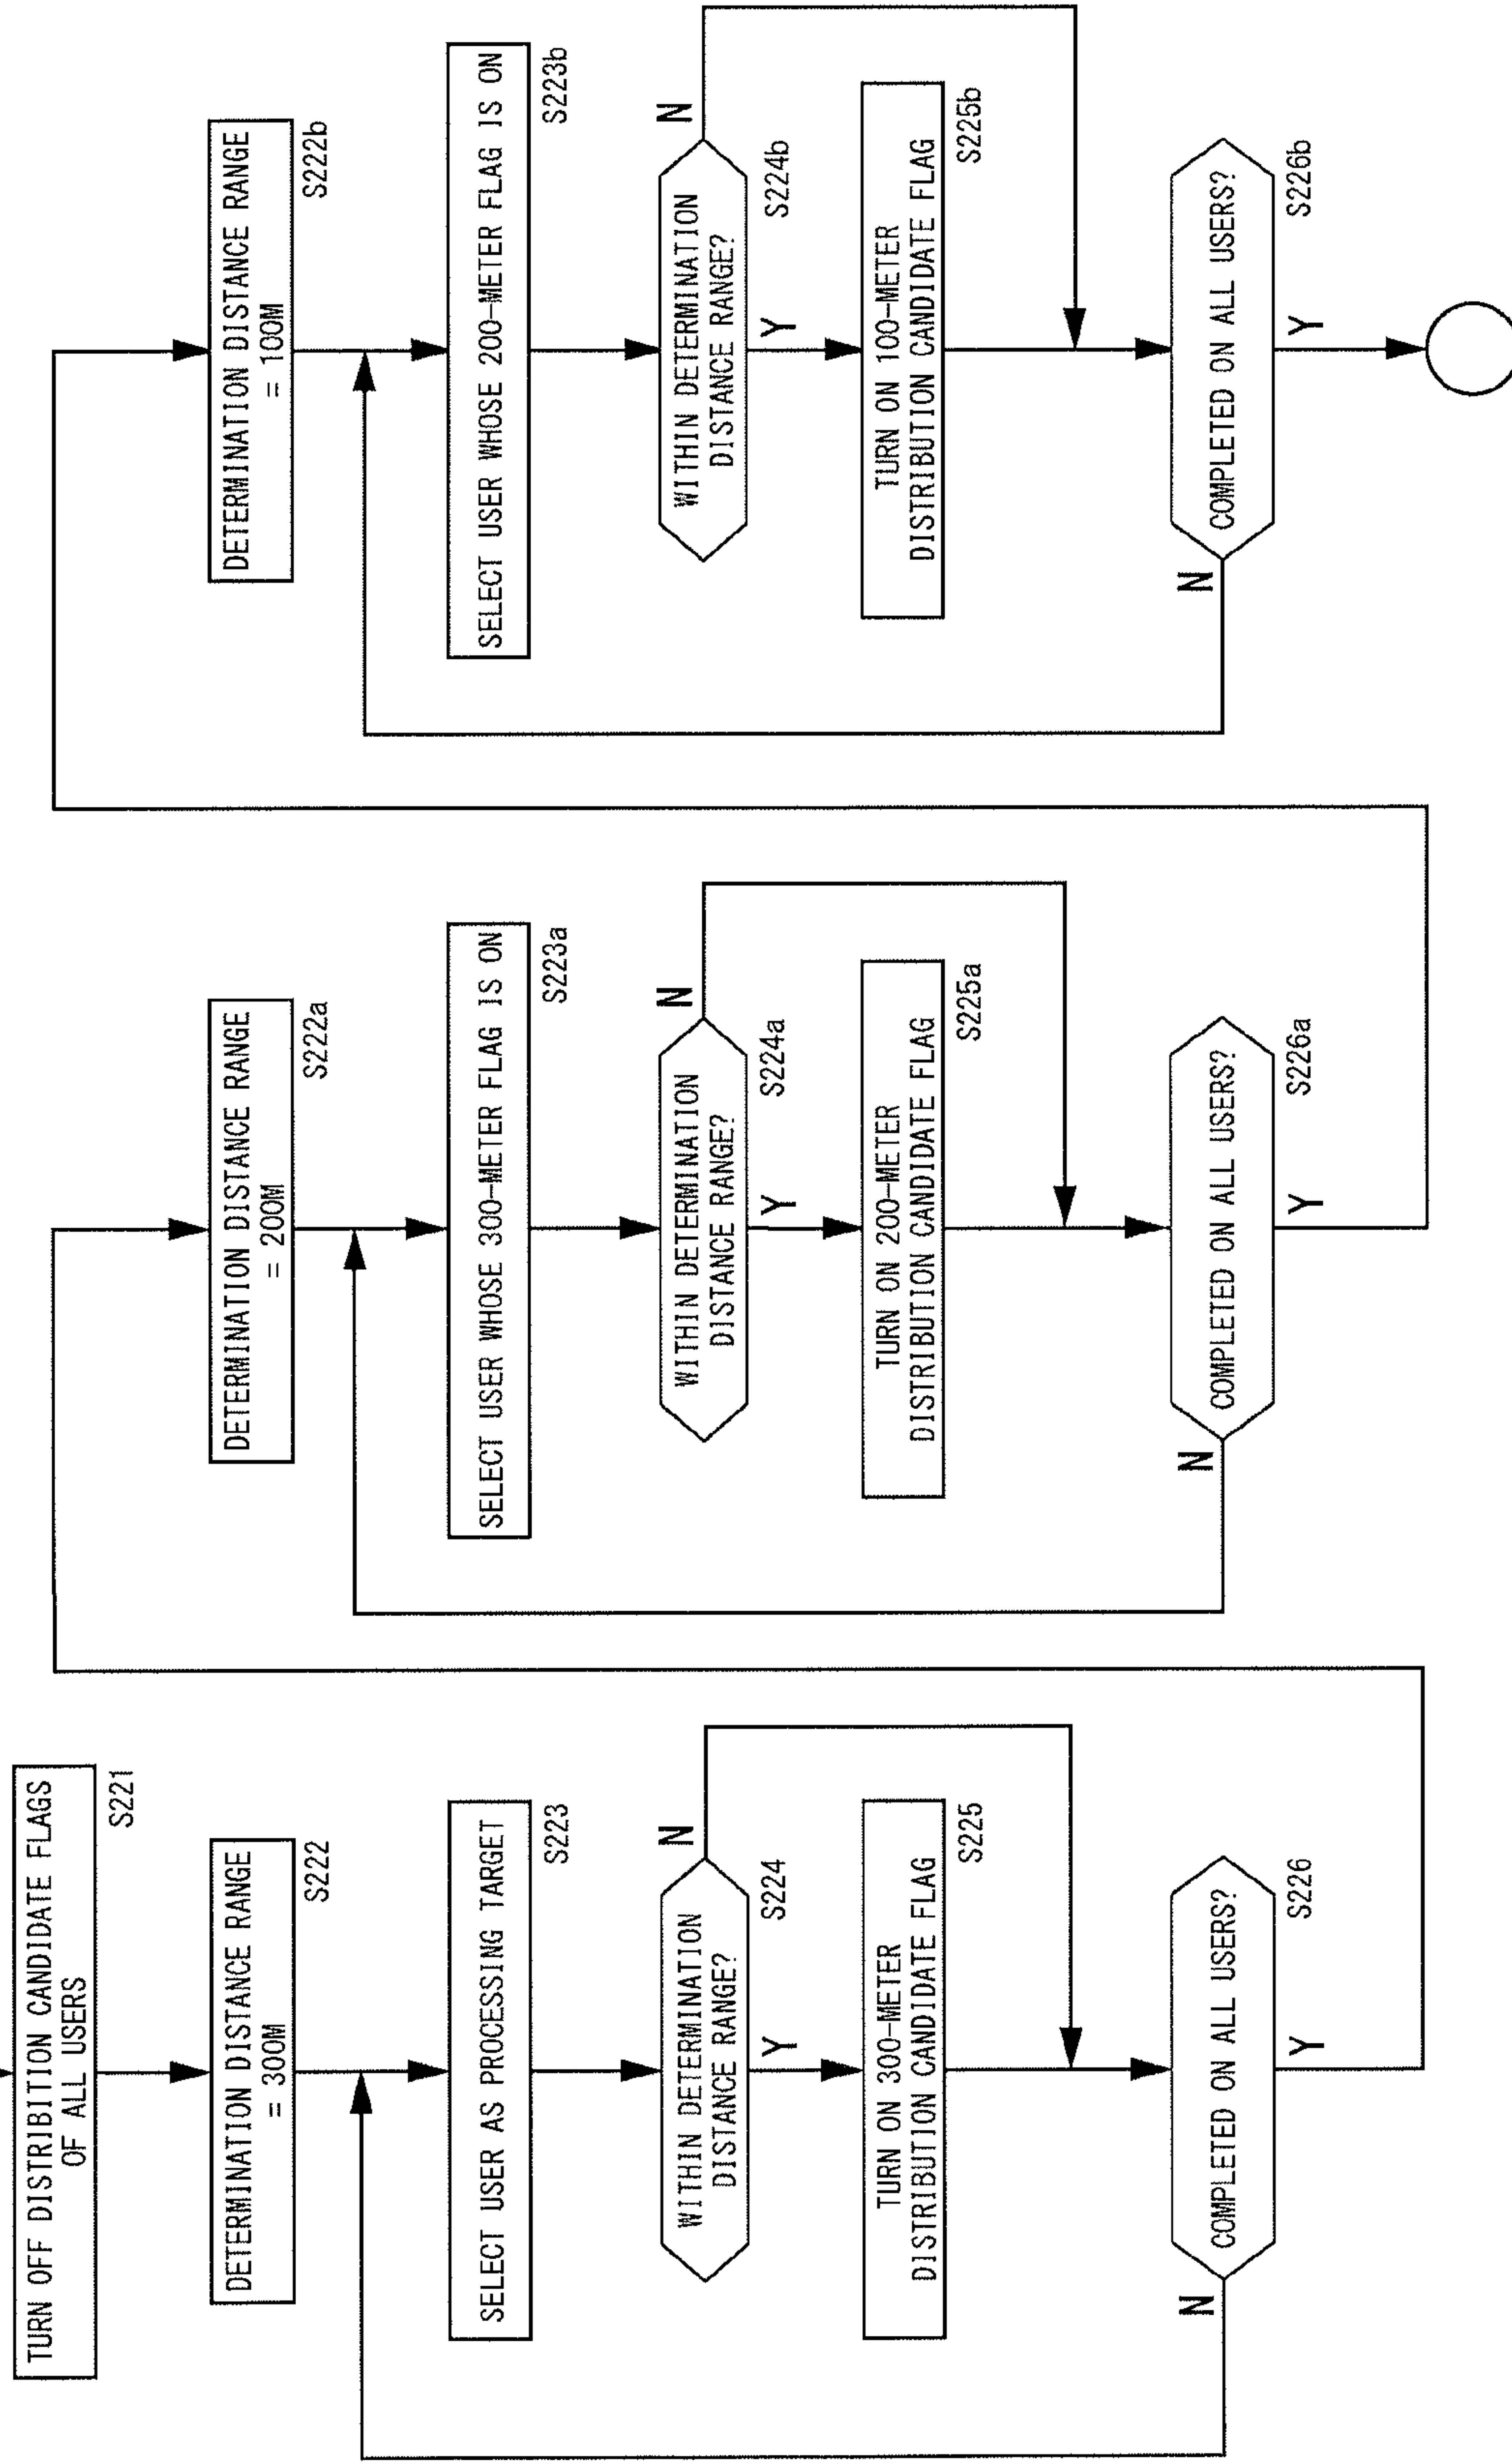 TURN OFF DISTRIBITION CANDIDATE FLAGS
OF ALL USERS
S221
DETERMINATION DISTANCE RANGE
= 300M
S222
SELECT USER AS PROCESSING TARGET
S223
WITHIN DETERMINATION
DISTANCE RANGE?
S224
N
Y
TURN ON 300-METER
DISTRIBUTION CANDIDATE FLAG
S225
COMPLETED ON ALL USERS?
S226
N
Y
DETERMINATION DISTANCE RANGE
= 200M
S222a
SELECT USER WHOSE 300-METER FLAG IS ON
S223a
WITHIN DETERMINATION
DISTANCE RANGE?
S224a
N
Y
TURN ON 200-METER
DISTRIBUTION CANDIDATE FLAG
S225a
COMPLETED ON ALL USERS?
S226a
N
Y
DETERMINATION DISTANCE RANGE
= 100M
S222b
SELECT USER WHOSE 200-METER FLAG IS ON
S223b
WITHIN DETERMINATION
DISTANCE RANGE?
S224b
N
Y
TURN ON 100-METER
DISTRIBUTION CANDIDATE FLAG
S225b
COMPLETED ON ALL USERS?
S226b
N
Y